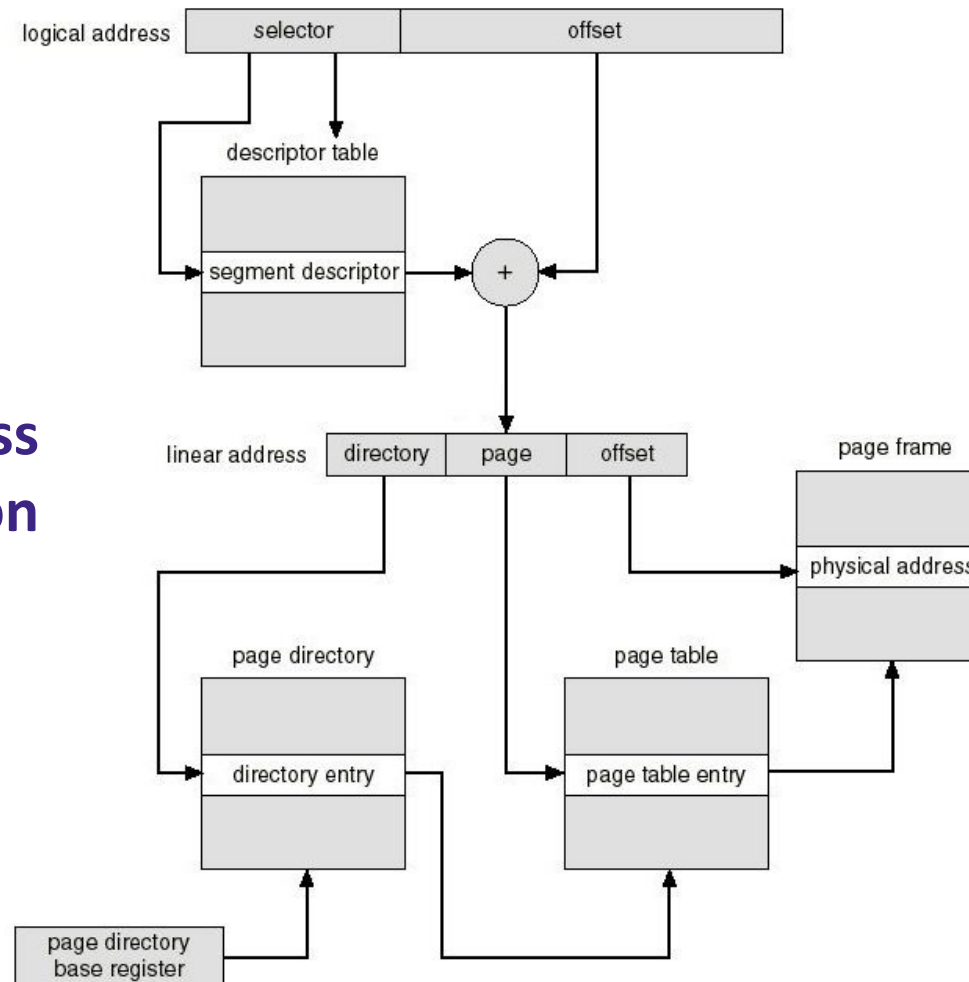 logical address
selector
offset
descriptor table
segment descriptor
+
ss
on
linear address
directory
page
offset
page frame
physical address
page directory
page table
directory entry
page table entry
page directory
base register